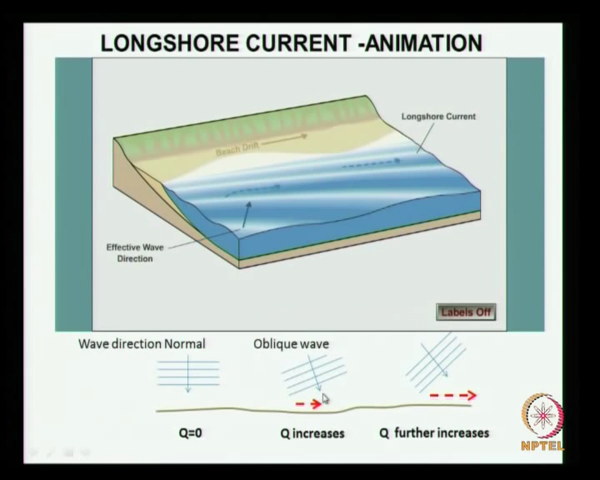 LONGSHORE CURRENT -ANIMATION
Longshore Current
Beach Drift
Effective Wave
Direction
Labels Off
Wave direction Normal
Oblique wave
Q=0
Q increases
Q further increases
NPTEL